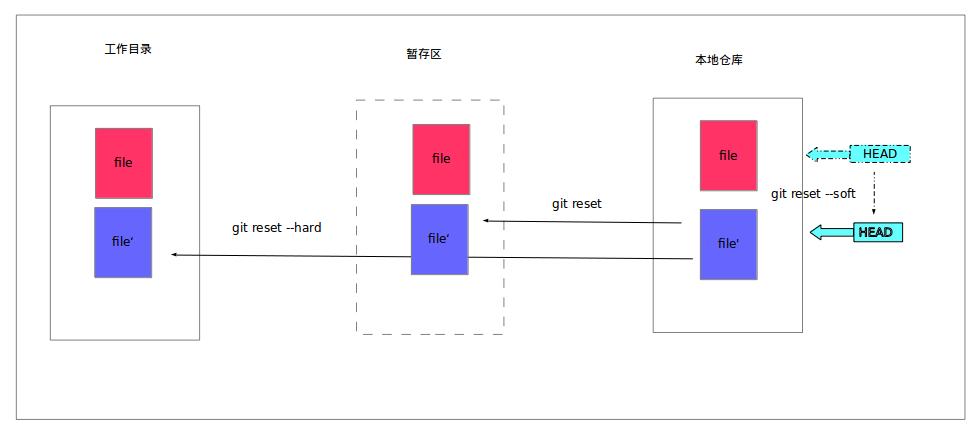 工作目录
暂存区
本地仓库
file
file
file
HEAD
git reset --soft
git reset
git reset --hard
file‘
file‘
file'
HEAD